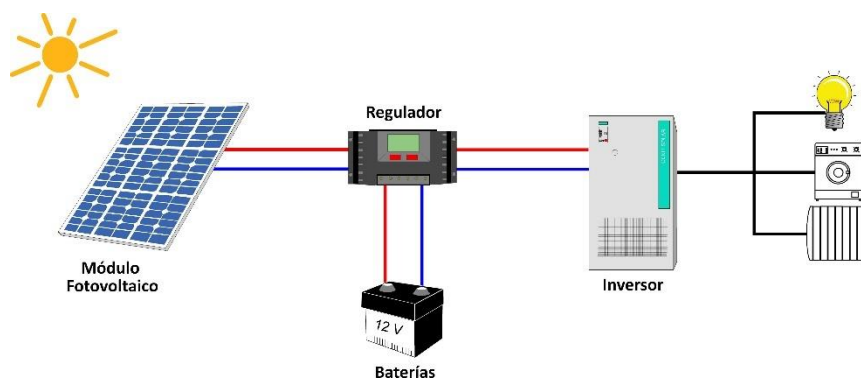 Regulador
Módulo
Fotovoltaico
12 V
Baterías
Inversor